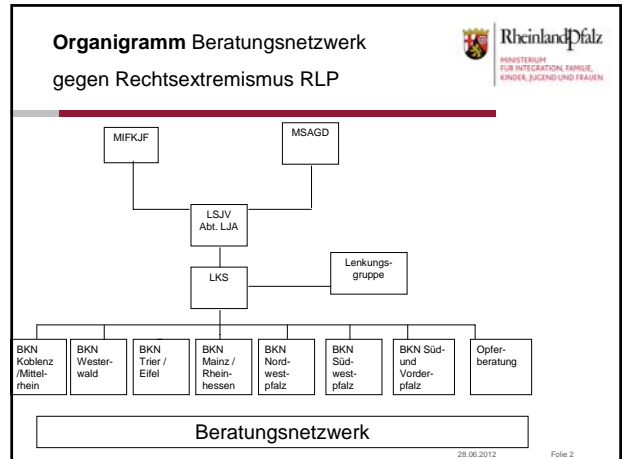 Organigramm Beratungsnetzwerk
gegen Rechtsextremismus RLP
RheinlandPfalz
MINISTERIUM
FÜR INTEGRATION, FAMILIE,
KINDER, JUGEND UND FRAUEN
MIFKJF
MSAGD
LSJV
Abt. LJA
LKS
Lenkungs-
gruppe
BKN
Koblenz
/Mittel-
rhein
BKN
Wester-
wald
BKN
Trier /
Eifel
BKN
Mainz /
Rhein-
hessen
BKN
Nord-
west-
pfalz
BKN
Süd-
west-
pfalz
BKN Süd-
und
Vorder-
pfalz
Opfer-
beratung
Beratungsnetzwerk
28.06.2012
Folie 2